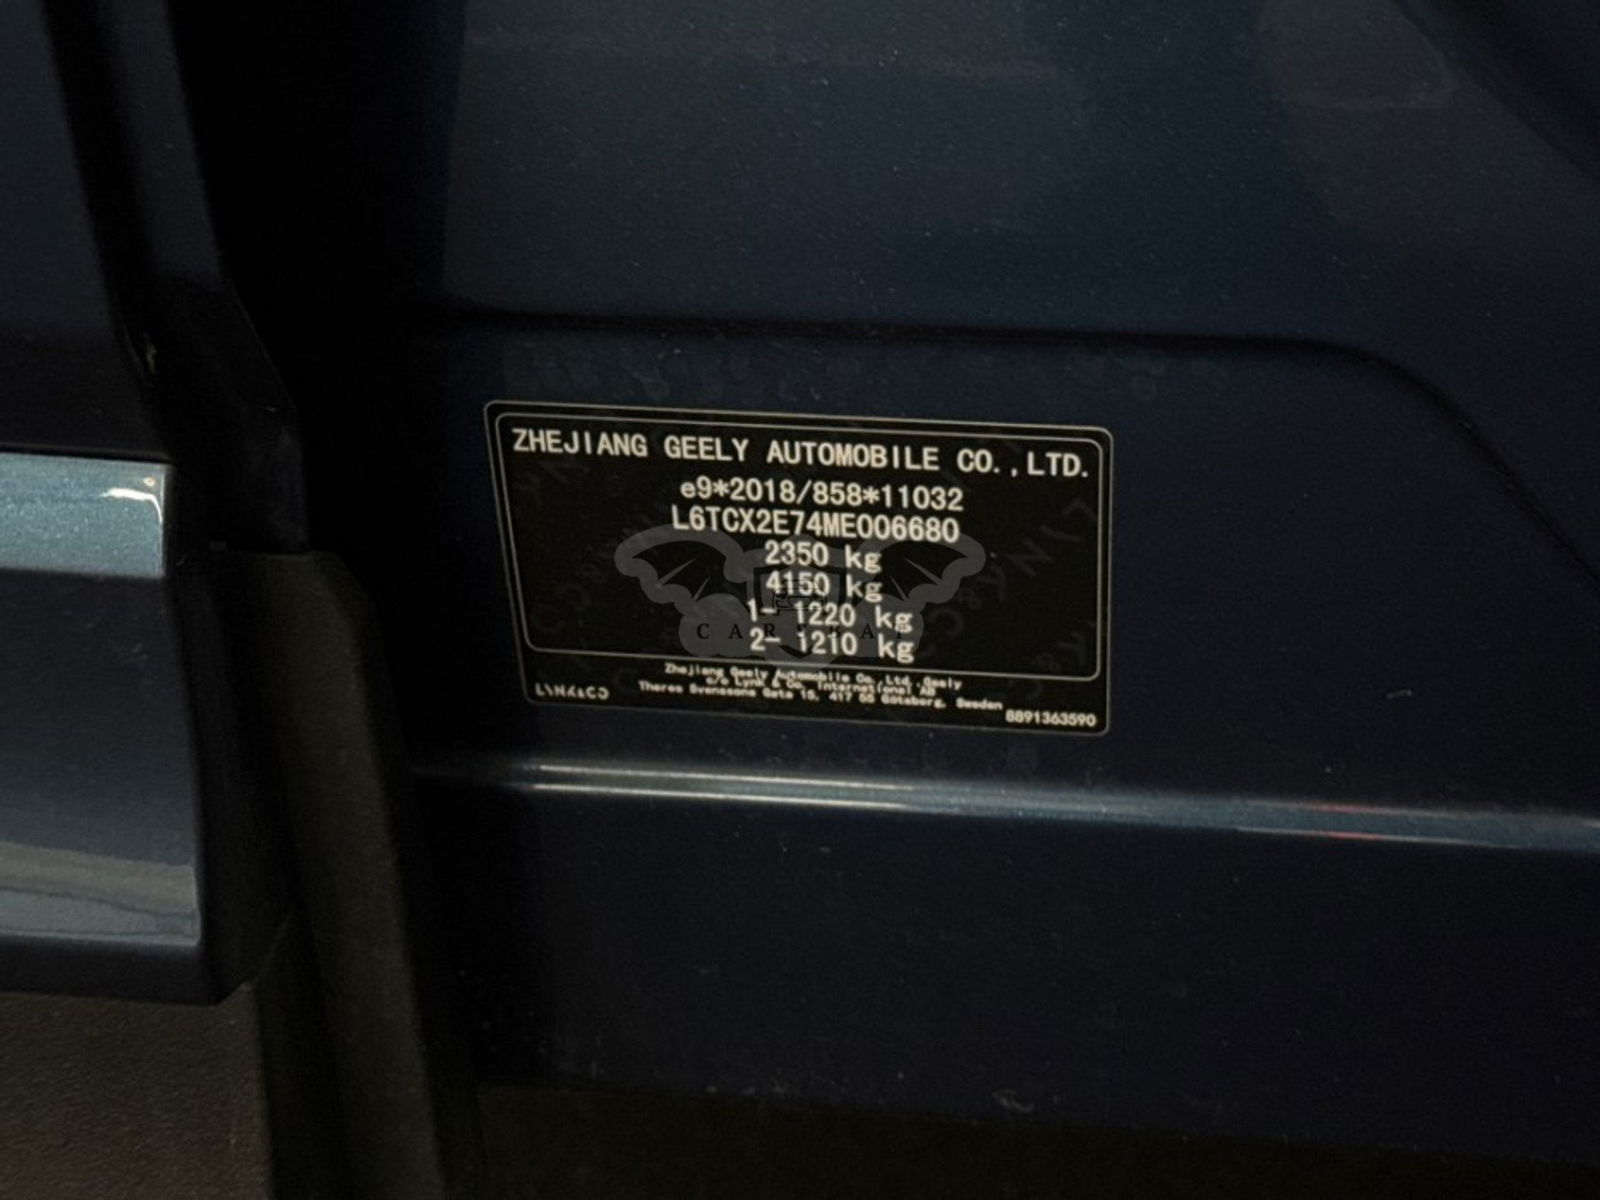 ZHEJIANG GEELY AUTOMOBILE CO.,LTD.
e9*2018/858*11032
L6TCX2E74ME006680
2350 kg
4150 kg
1- 1220 kg
2- 1210 kg
Zhejiang Geely Automobile Co., Ltd., Geely
c/o Lynk & Co. International AB
Theres Svenssons Gata 15, 417 55 Göteborg, Sweden
LYNK&CO
8891363590